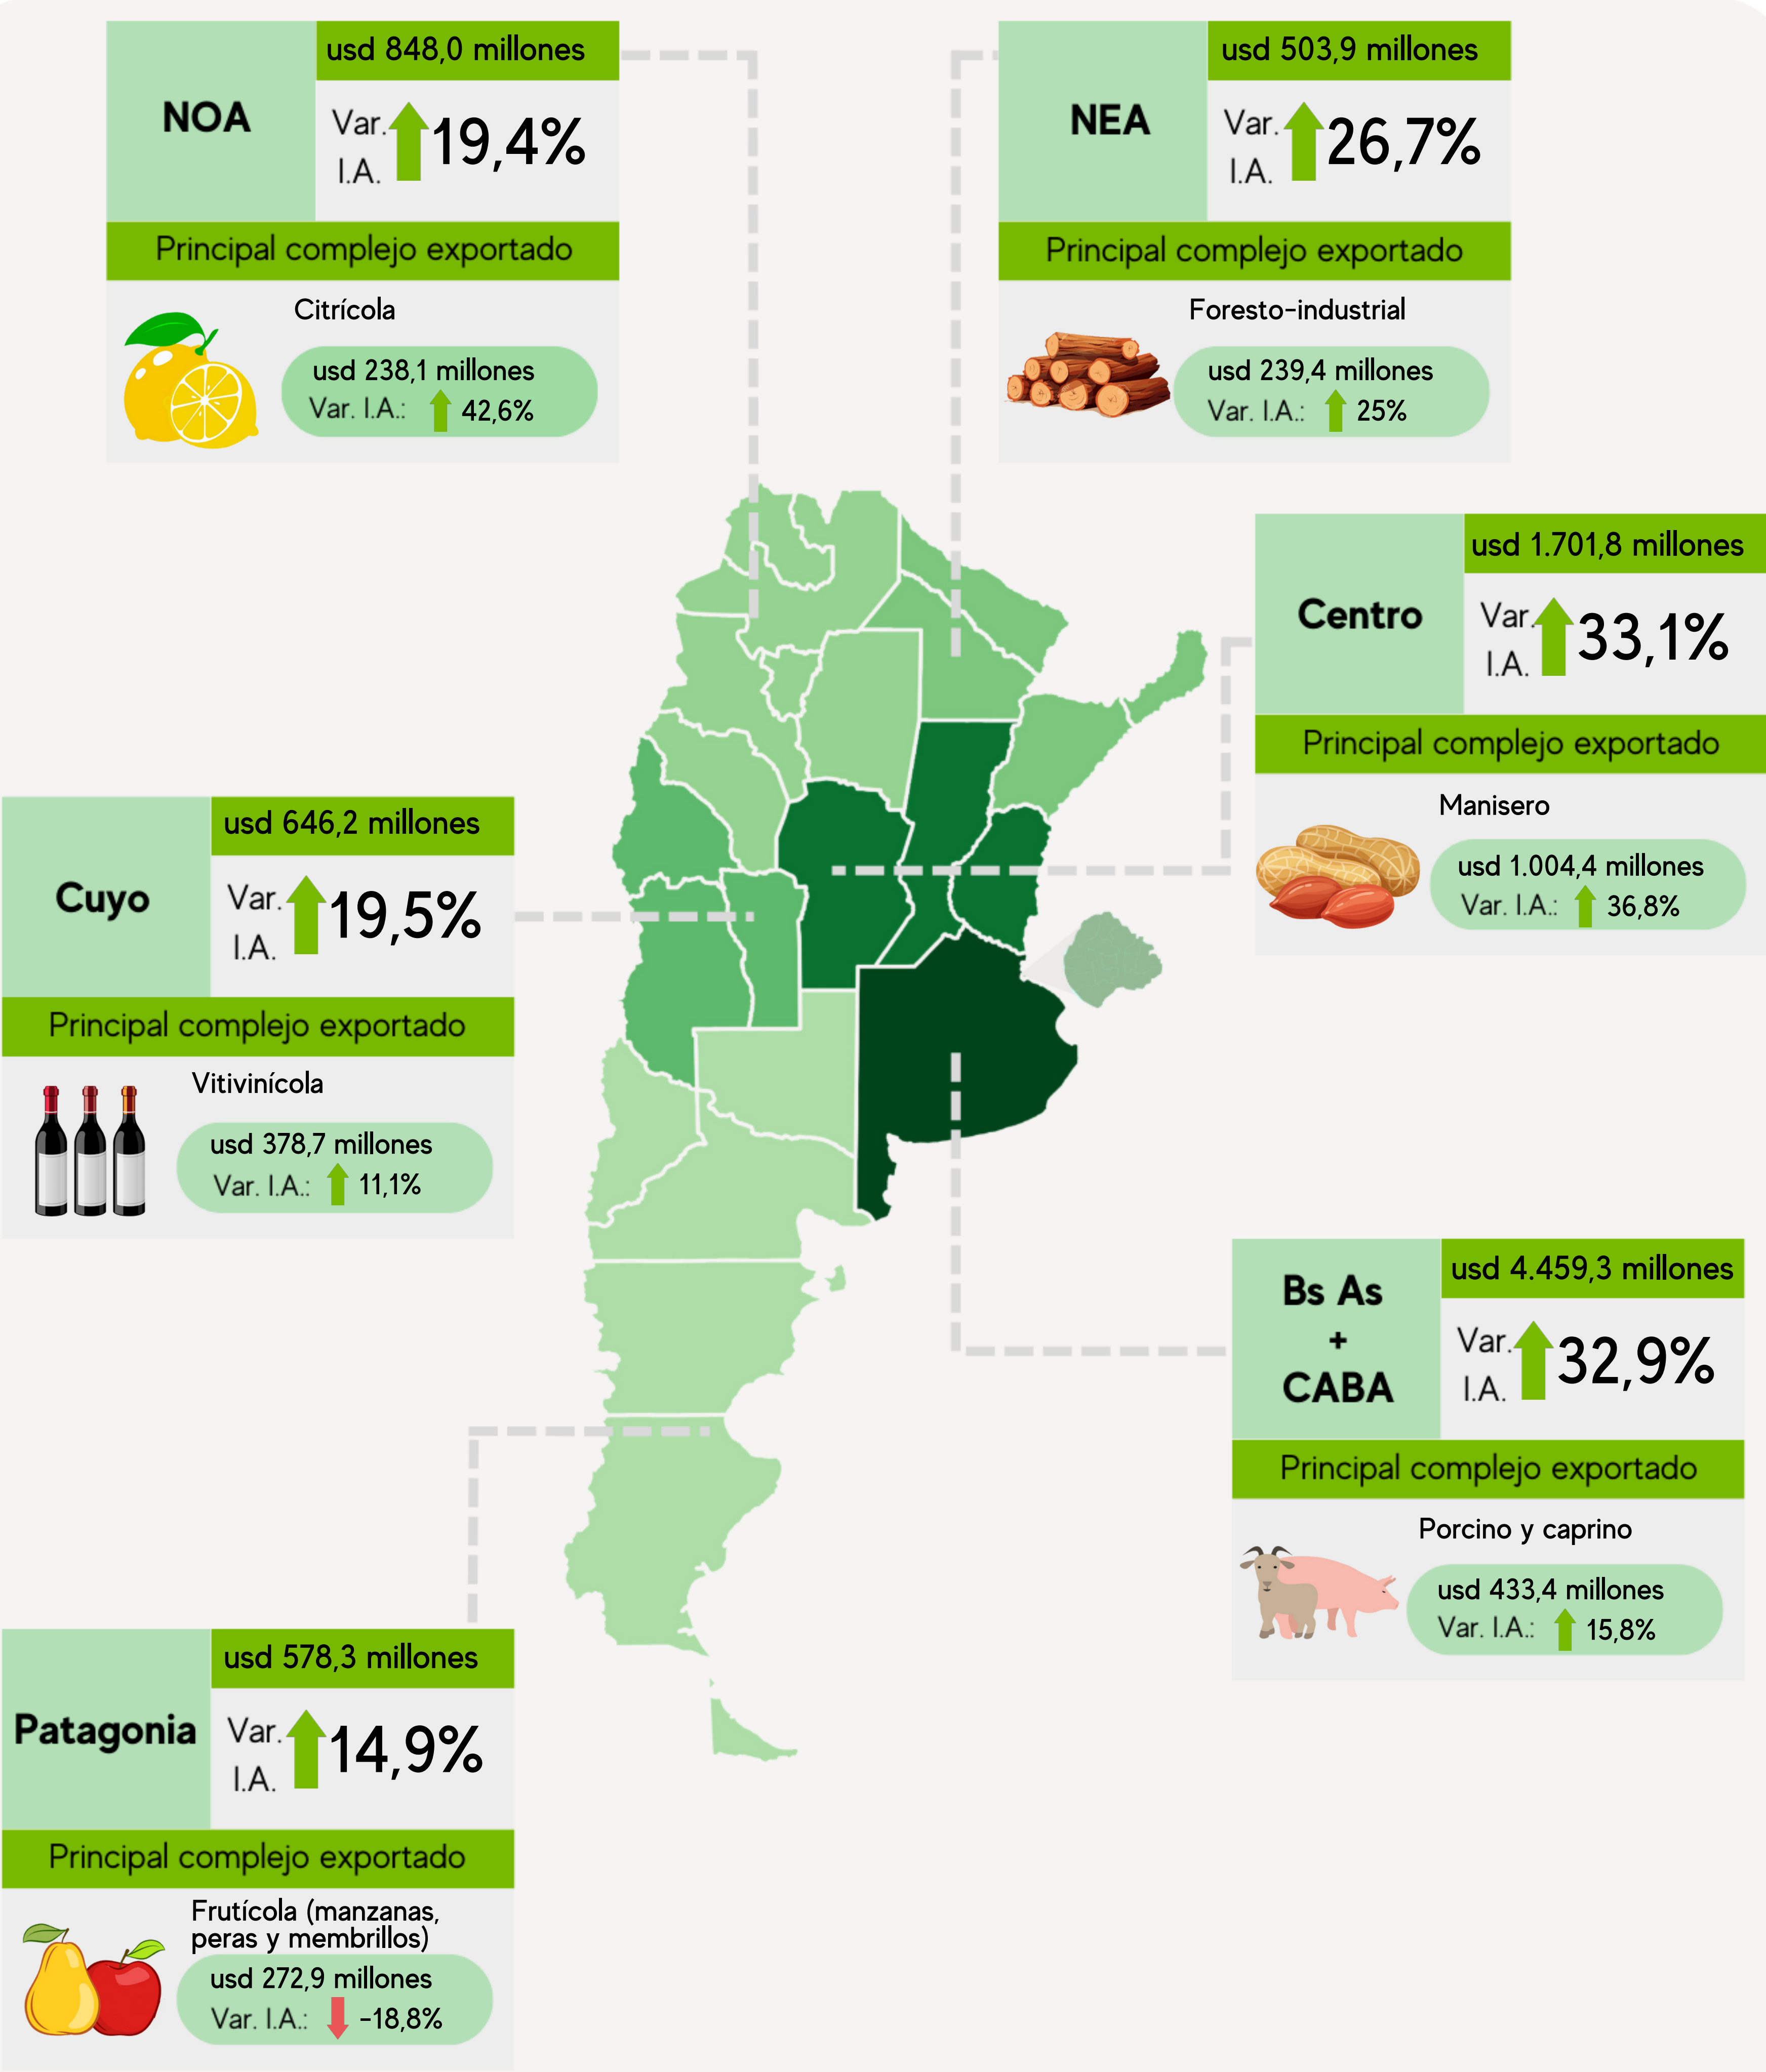 NOA
usd 848,0 millones
Var.
I.A.
19,4%
Principal complejo exportado
Citrícola
usd 238,1 millones
Var. I.A.: 42,6%
NEA
usd 503,9 millones
Var.
I.A.
26,7%
Principal complejo exportado
Foresto-industrial
usd 239,4 millones
Var. I.A.: 25%
Centro
usd 1.701,8 millones
Var.
I.A.
33,1%
Principal complejo exportado
Manisero
usd 1.004,4 millones
Var. I.A.: 36,8%
Cuyo
usd 646,2 millones
Var.
I.A.
19,5%
Principal complejo exportado
Vitivinícola
usd 378,7 millones
Var. I.A.: 11,1%
Bs As
+
CABA
usd 4.459,3 millones
Var.
I.A.
32,9%
Principal complejo exportado
Porcino y caprino
usd 433,4 millones
Var. I.A.: 15,8%
Patagonia
usd 578,3 millones
Var.
I.A.
14,9%
Principal complejo exportado
Frutícola (manzanas,
peras y membrillos)
usd 272,9 millones
Var. I.A.: -18,8%